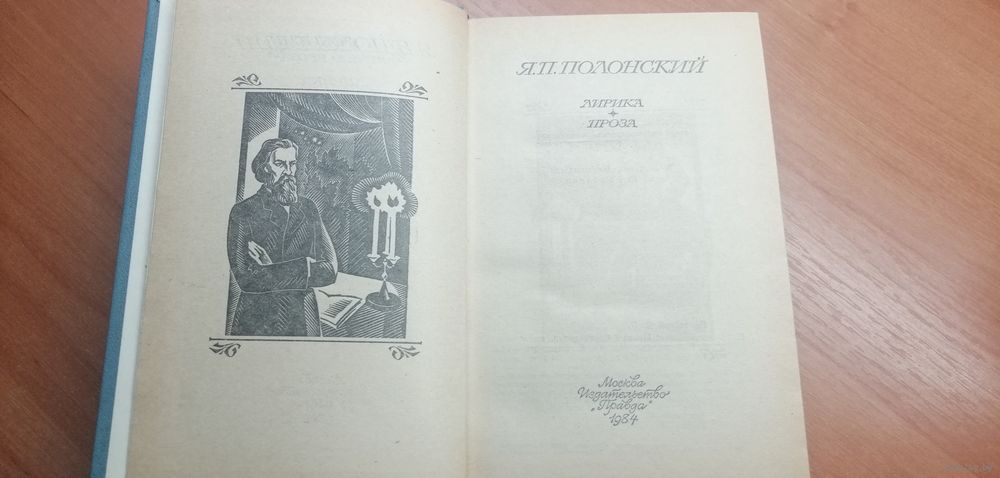 Я.П.ПОЛОНСКИЙ
ЛИРИКА
ПРОЗА
Москва
Издательство
„Правда“
1984